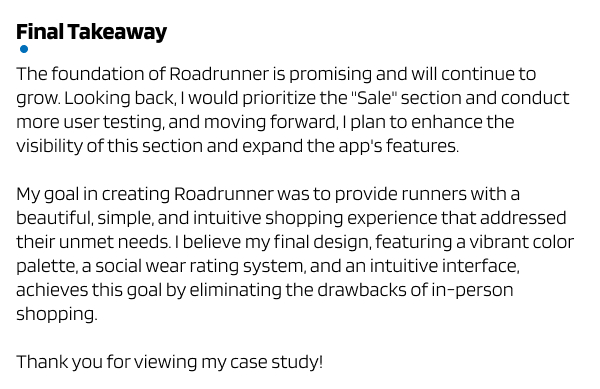 Final Takeaway
The foundation of Roadrunner is promising and will continue to
grow. Looking back, I would prioritize the "Sale" section and conduct
more user testing, and moving forward, I plan to enhance the
visibility of this section and expand the app's features.
My goal in creating Roadrunner was to provide runners with a
beautiful, simple, and intuitive shopping experience that addressed
their unmet needs. I believe my final design, featuring a vibrant color
palette, a social wear rating system, and an intuitive interface,
achieves this goal by eliminating the drawbacks of in-person
shopping.
Thank you for viewing my case study!